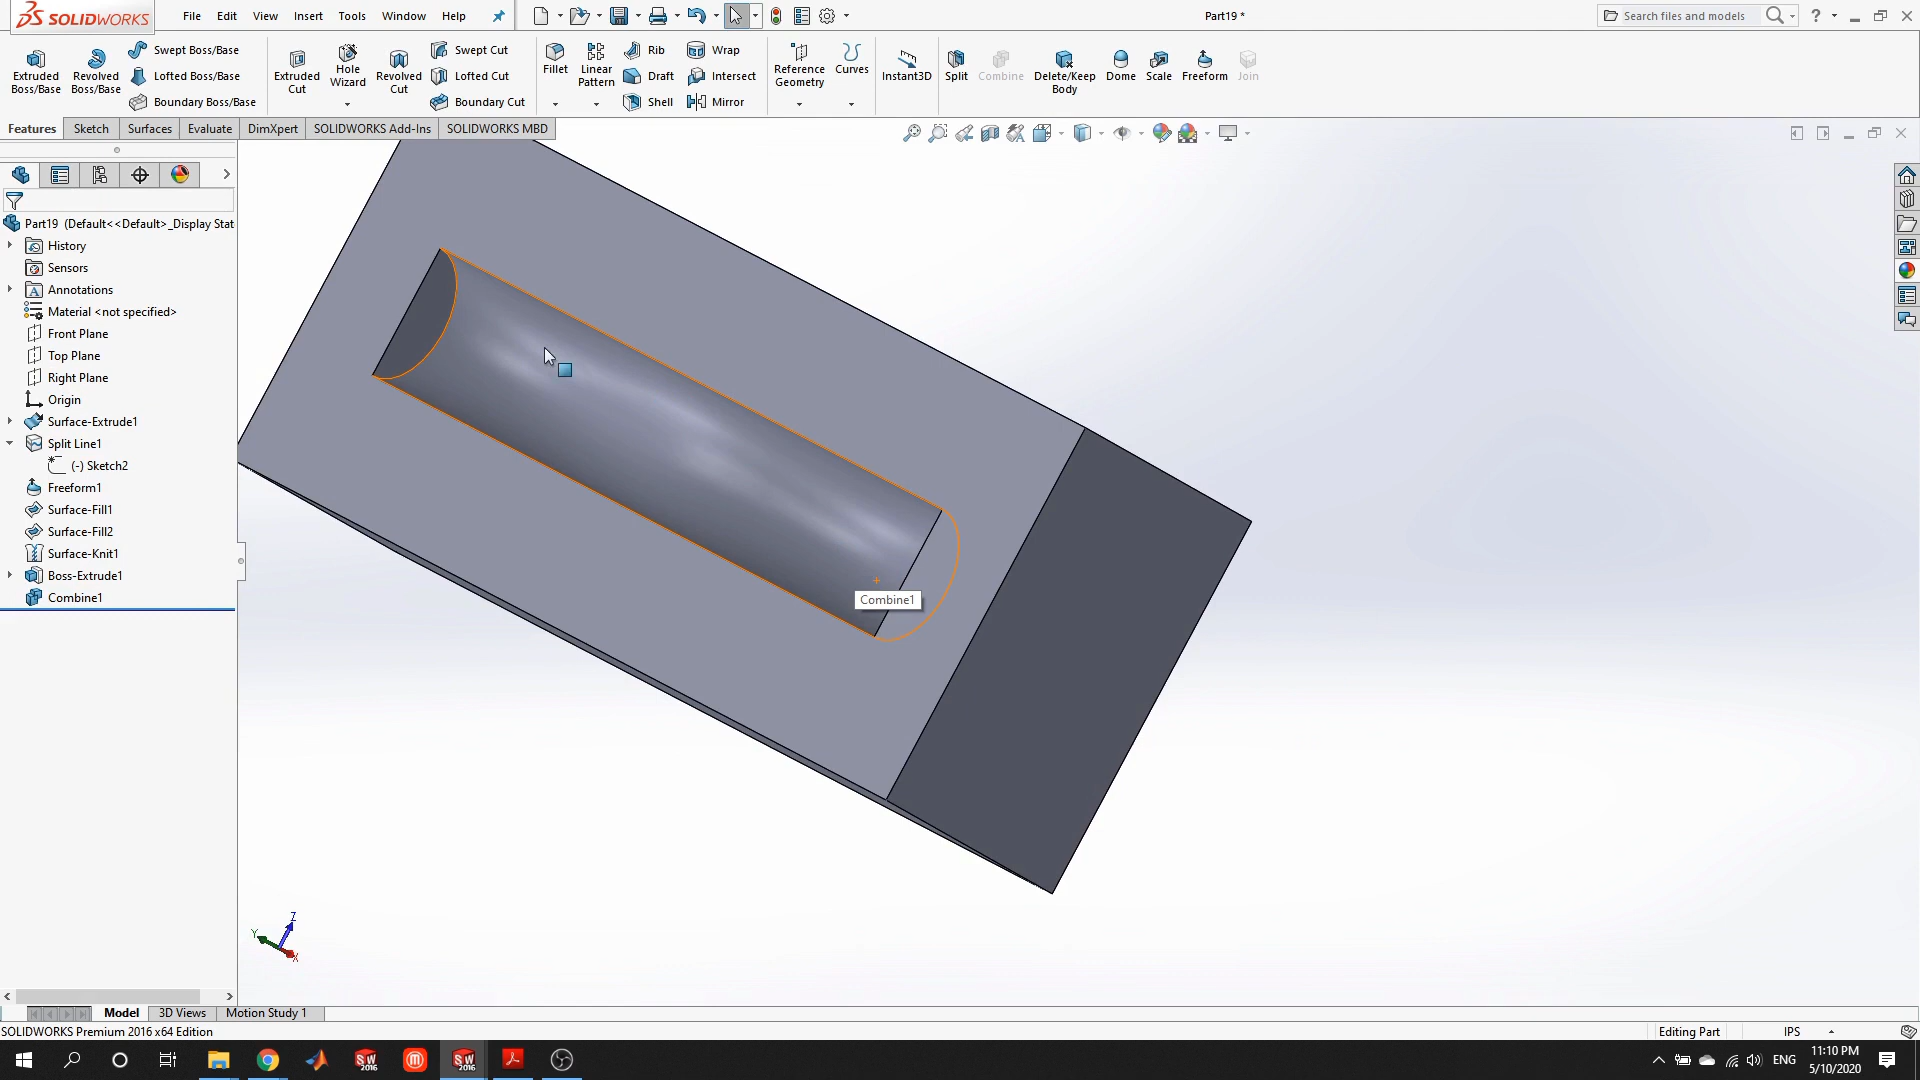 SOLIDWORKS
File Edit View Insert Tools Window Help
Part19 *
Search files and models
Extruded Boss/Base
Revolved Boss/Base
Swept Boss/Base
Lofted Boss/Base
Boundary Boss/Base
Extruded Cut
Hole Wizard
Revolved Cut
Swept Cut
Lofted Cut
Boundary Cut
Fillet
Linear Pattern
Rib
Draft
Shell
Wrap
Intersect
Mirror
Reference Geometry
Curves
Instant3D
Split
Combine
Delete/Keep Body
Dome
Scale
Freeform
Join
Features Sketch Surfaces Evaluate DimXpert SOLIDWORKS Add-Ins SOLIDWORKS MBD
Part19 (Default<<Default>_Display Stat
History
Sensors
Annotations
Material <not specified>
Front Plane
Top Plane
Right Plane
Origin
Surface-Extrude1
Split Line1
(-) Sketch2
Freeform1
Surface-Fill1
Surface-Fill2
Surface-Knit1
Boss-Extrude1
Combine1
Combine1
Z
Y
X
Model 3D Views Motion Study 1
SOLIDWORKS Premium 2016 x64 Edition
Editing Part
IPS
SW 2016
SW 2016
ENG
11:10 PM
5/10/2020